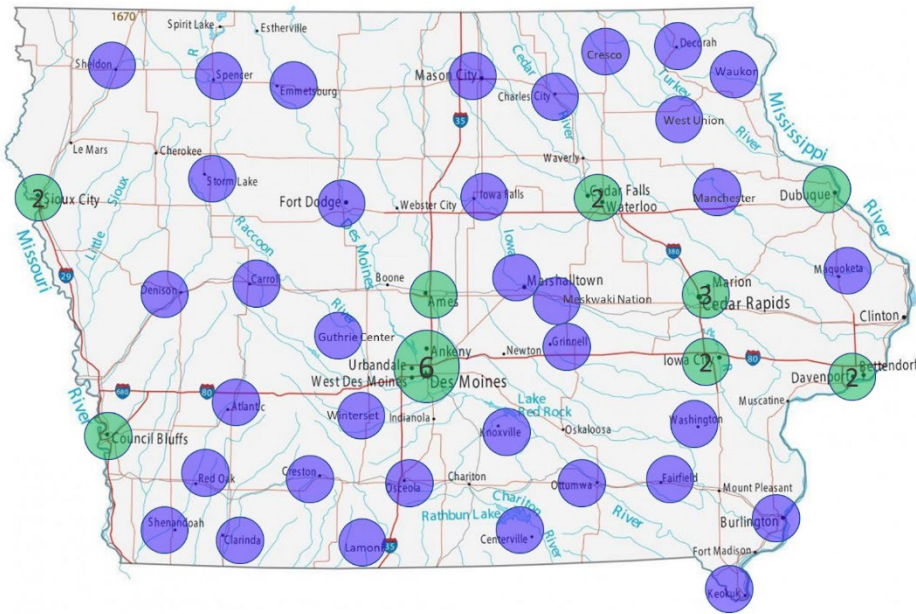 1670
Spirit Lake
Estherville
R
Decorah
Cresco
Sheldon
Spencer
Emmetsburg
Mason City
Cedar
Charles City
Waukon
Turkey
West Union
Mississippi
35
River
River
Le Mars
Cherokee
Waverly
Storm Lake
Sioux
2
Sioux City
Fort Dodge
Webster City
Iowa Falls
2
Cedar Falls
Waterloo
Manchester
Dubuque
River
Little
Raccoon
Des Moines
Iowa
Missouri
29
380
Maquoketa
Denison
Carroll
Boone
Ames
Marshalltown
Meskwaki Nation
3
Marion
Cedar Rapids
Clinton
River
Guthrie Center
6
Ankeny
Urbandale
West Des Moines
Des Moines
Newton
Grinnell
Iowa City
2
R
80
Bettendorf
Davenport
2
River
680
80
Atlantic
Winterset
Indianola
Lake
Red Rock
Knoxville
Oskaloosa
Washington
Muscatine
Council Bluffs
Red Oak
Creston
Osceola
Chariton
Ottumwa
Fairfield
Mount Pleasant
Chariton
Rathbun Lake
River
River
Burlington
Shenandoah
Clarinda
Lamoni
35
Centerville
Fort Madison
Keokuk